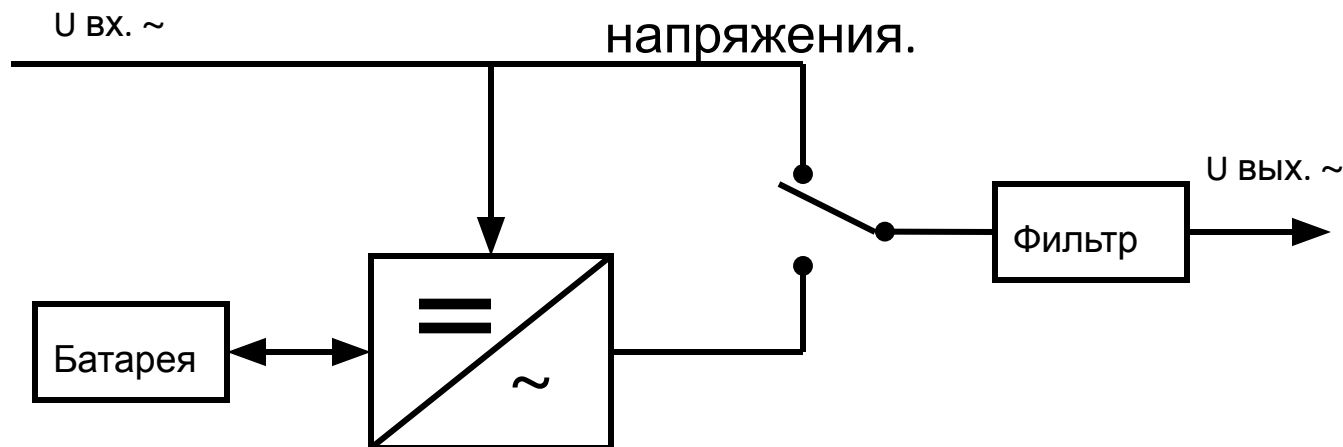 U вх. ~
напряжения.
U вых. ~
Фильтр
=
Батарея
~